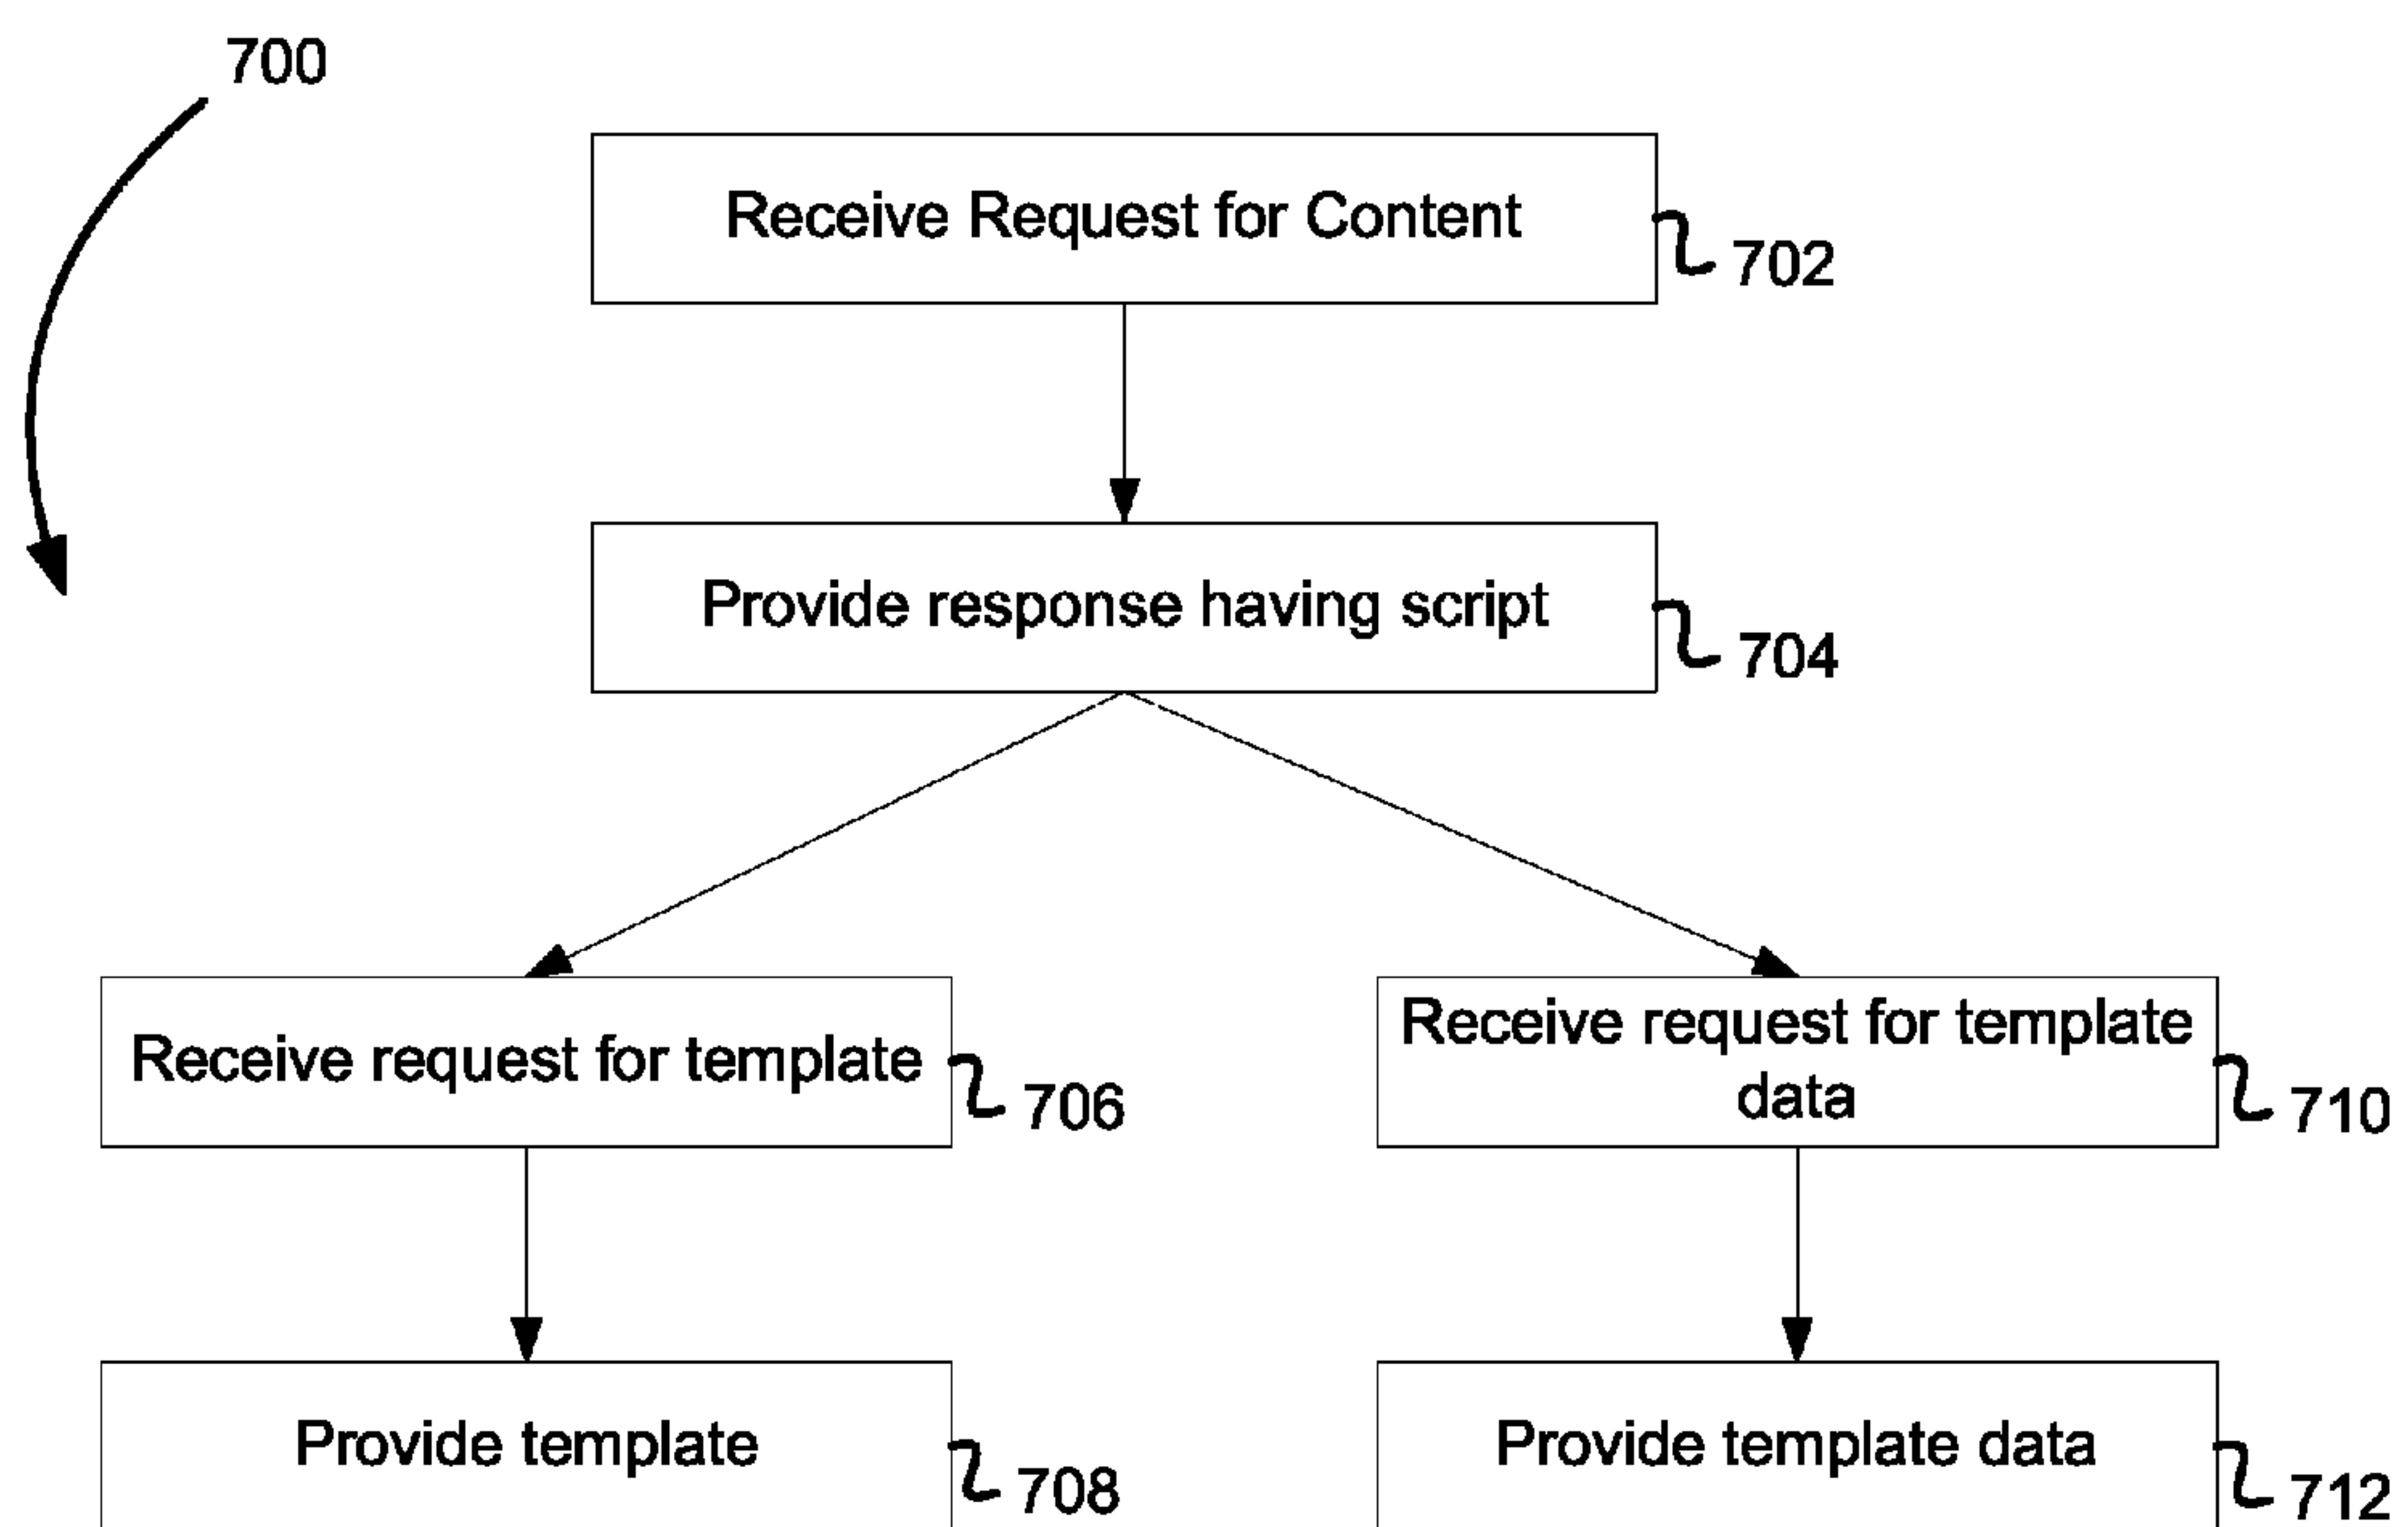 700
Receive Request for Content
702
Provide response having script
704
Receive request for template
706
Receive request for template
data
710
Provide template
708
Provide template data
712